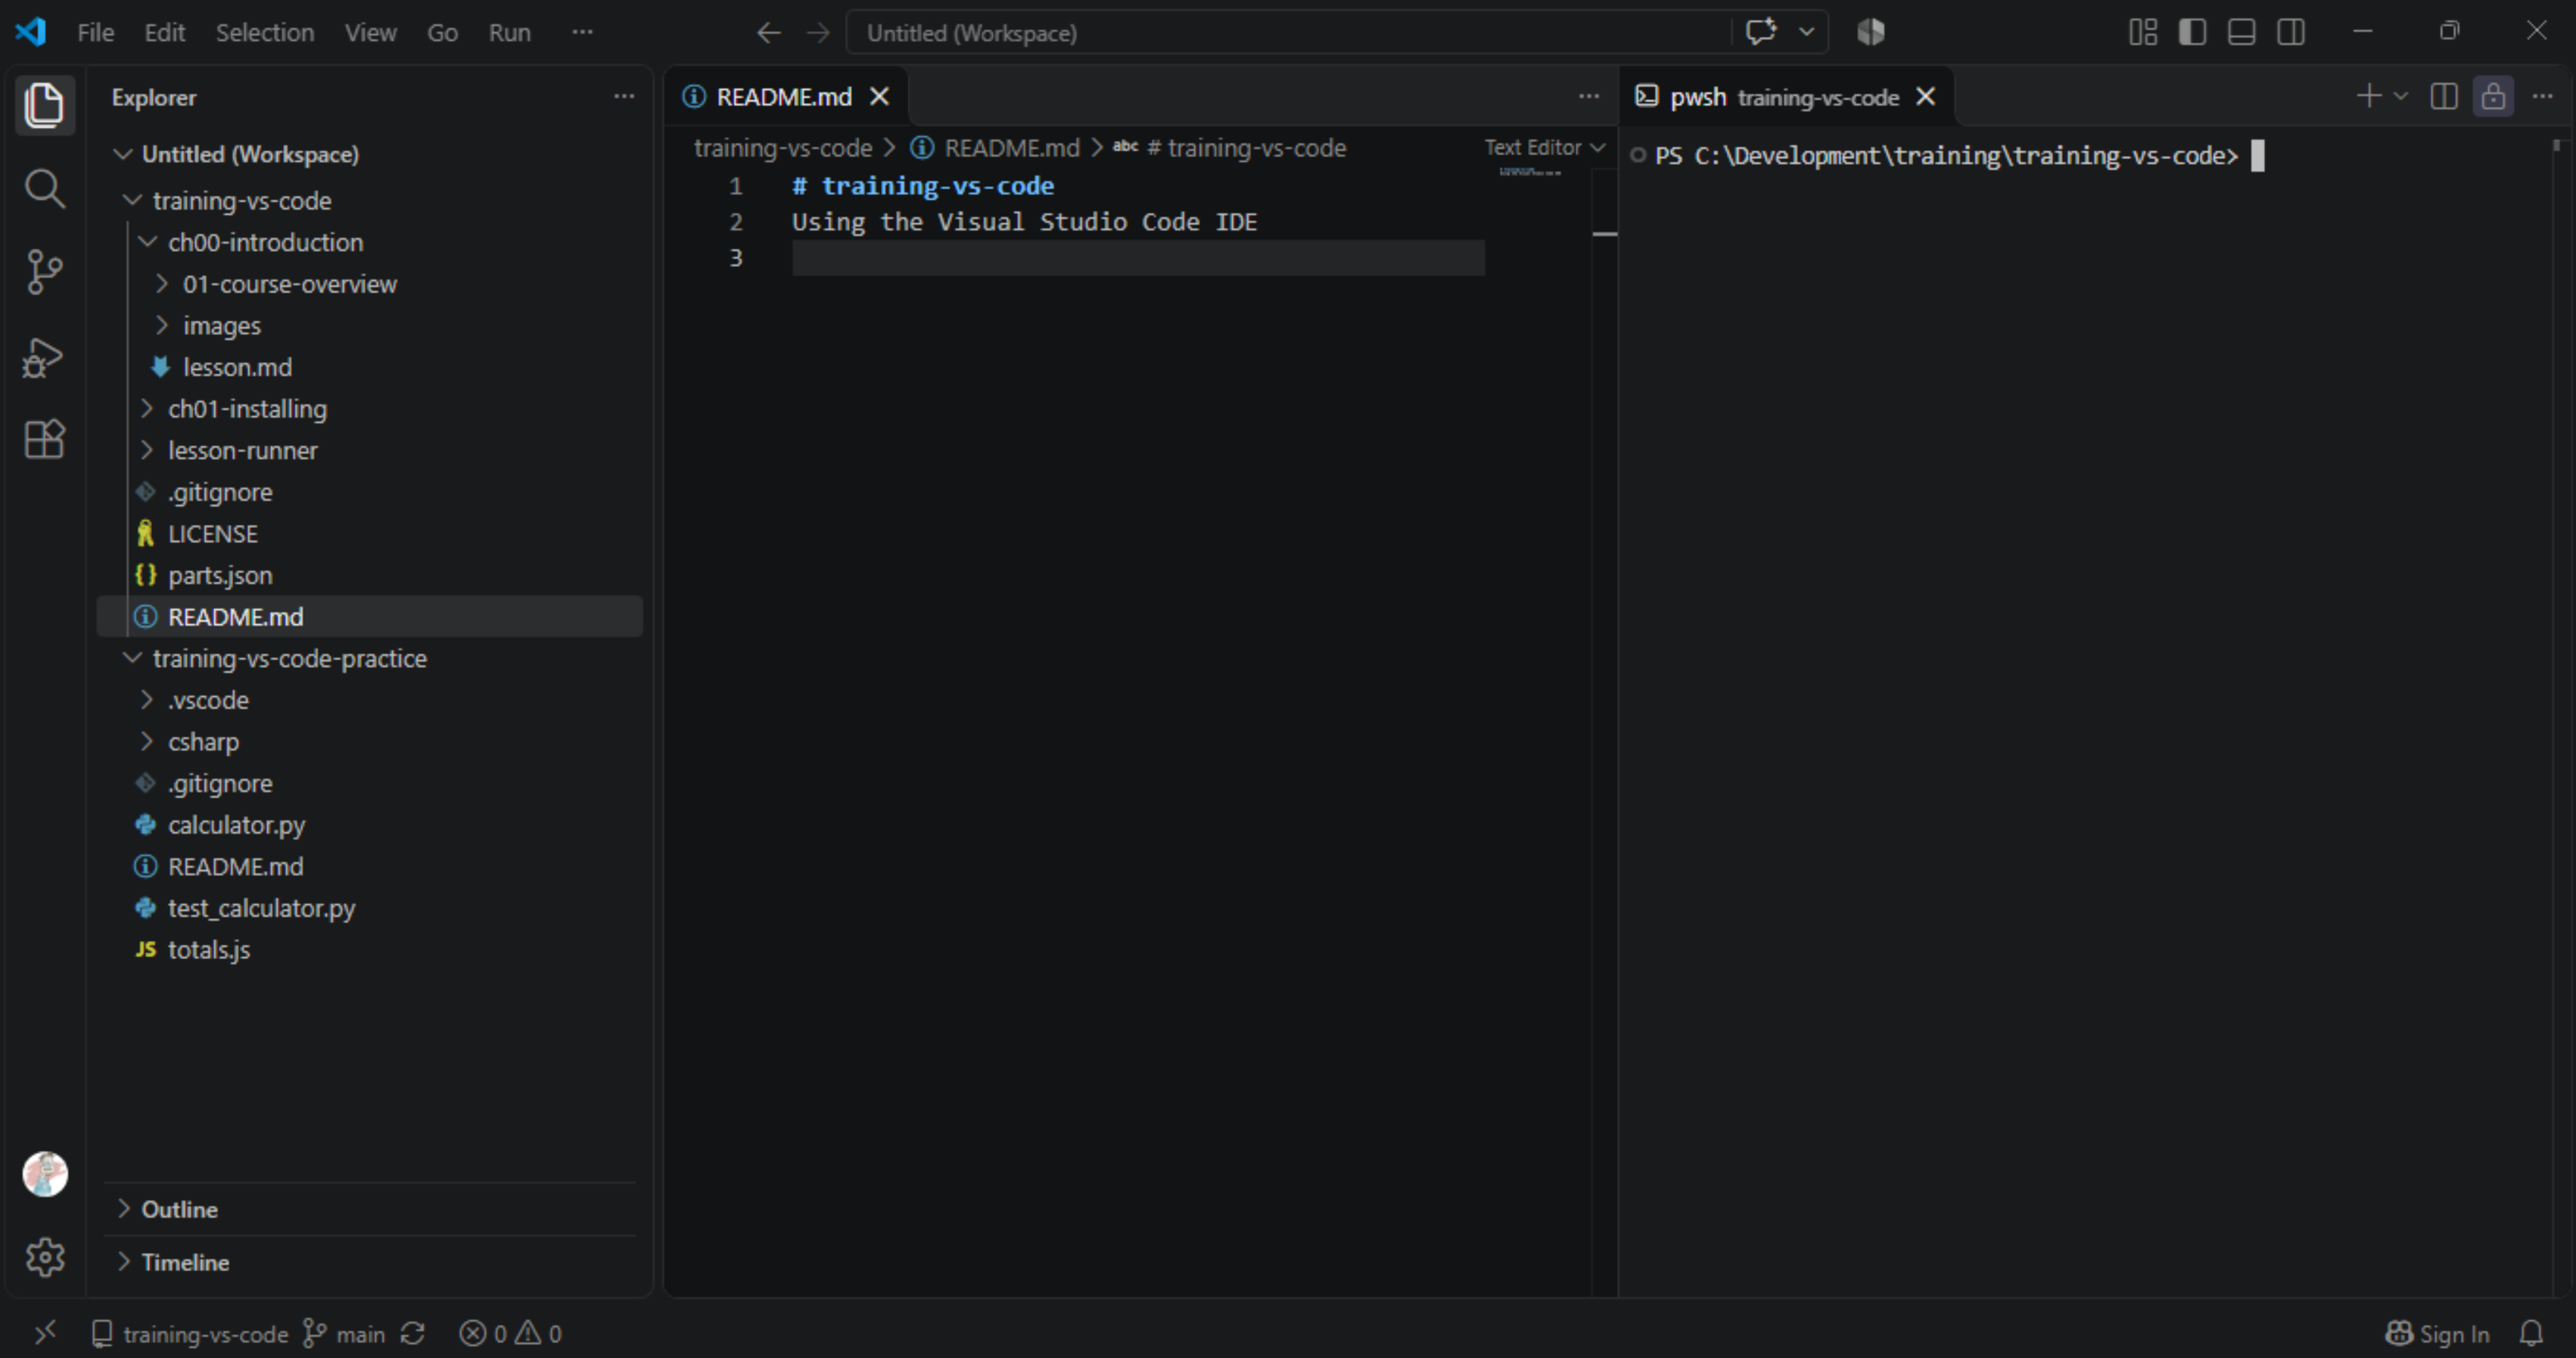 File Edit Selection View Go Run ···
Untitled (Workspace)
Explorer
Untitled (Workspace)
training-vs-code
ch00-introduction
01-course-overview
images
lesson.md
ch01-installing
lesson-runner
.gitignore
LICENSE
{} parts.json
README.md
training-vs-code-practice
.vscode
csharp
.gitignore
calculator.py
README.md
test_calculator.py
JS totals.js
Outline
Timeline
README.md
training-vs-code > README.md > abc # training-vs-code
Text Editor
1 # training-vs-code
2 Using the Visual Studio Code IDE
3
pwsh training-vs-code
PS C:\Development\training\training-vs-code>
training-vs-code main 0 0
Sign In